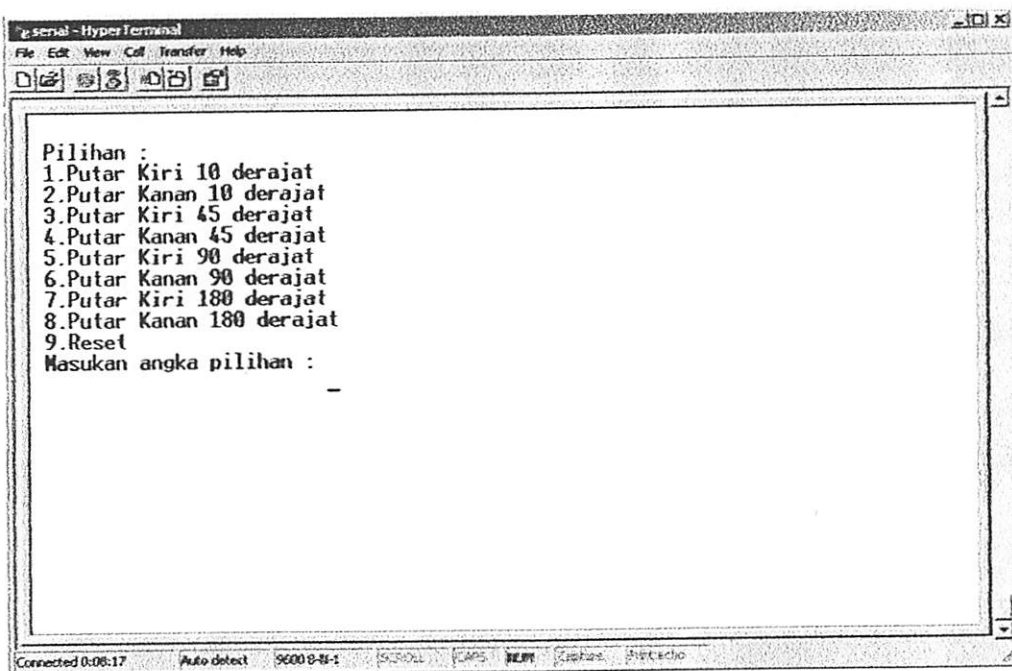 serial - HyperTerminal
File Edit View Call Transfer Help
Pilihan :
1.Putar Kiri 10 derajat
2.Putar Kanan 10 derajat
3.Putar Kiri 45 derajat
4.Putar Kanan 45 derajat
5.Putar Kiri 90 derajat
6.Putar Kanan 90 derajat
7.Putar Kiri 180 derajat
8.Putar Kanan 180 derajat
9.Reset
Masukan angka pilihan :
Connected 0:08:17 Auto detect 9600 8-N-1 SCROLL CAPS NUM Capture Print echo